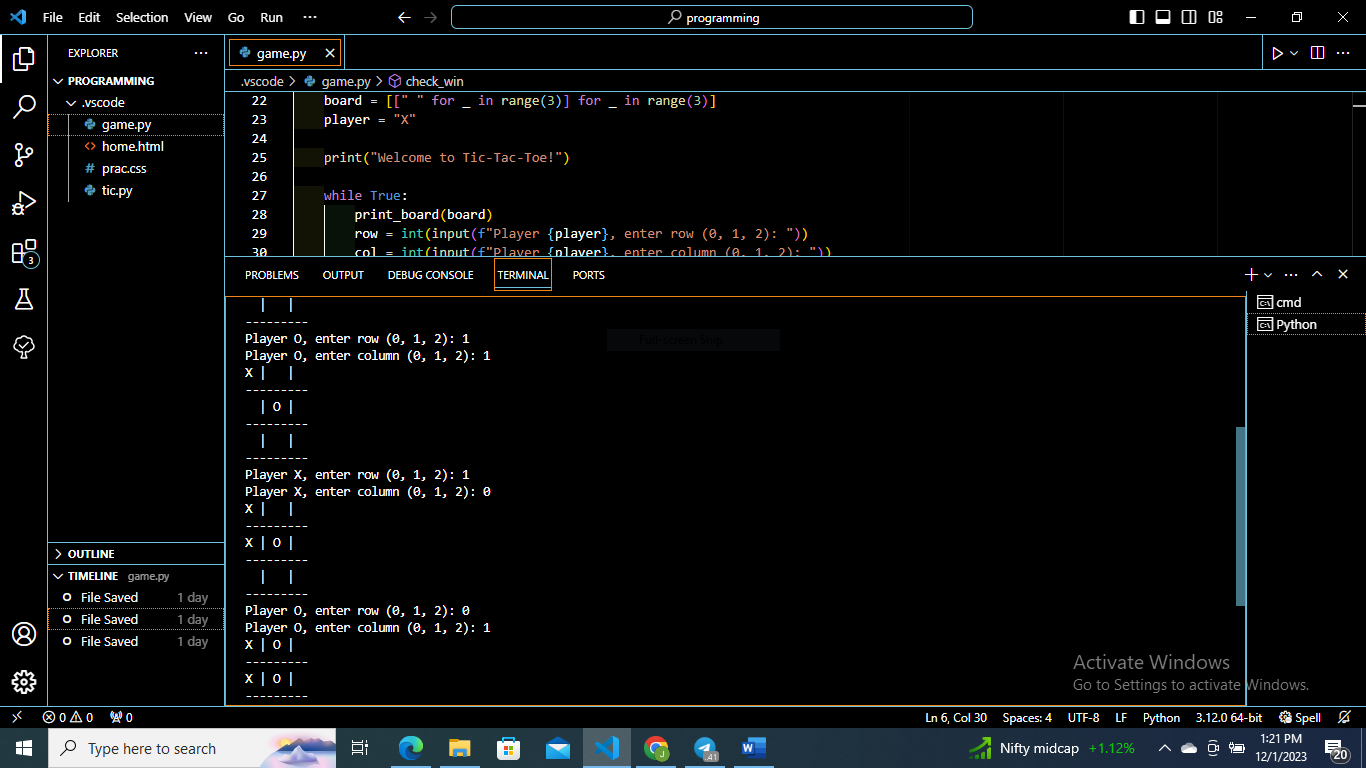 File Edit Selection View Go Run ··· programming
EXPLORER ···
PROGRAMMING
.vscode
game.py
home.html
# prac.css
tic.py
OUTLINE
TIMELINE game.py
File Saved 1 day
File Saved 1 day
File Saved 1 day
game.py
.vscode > game.py > check_win
22 board = [[" " for _ in range(3)] for _ in range(3)]
23 player = "X"
24
25 print("Welcome to Tic-Tac-Toe!")
26
27 while True:
28 print_board(board)
29 row = int(input(f"Player {player}, enter row (0, 1, 2): "))
30 col = int(input(f"Player {player}, enter column (0, 1, 2): "))
PROBLEMS OUTPUT DEBUG CONSOLE TERMINAL PORTS
cmd
Python
| |
---------
Player O, enter row (0, 1, 2): 1
Player O, enter column (0, 1, 2): 1
X | |
---------
| O |
---------
| |
---------
Player X, enter row (0, 1, 2): 1
Player X, enter column (0, 1, 2): 0
X | |
---------
X | O |
---------
| |
---------
Player O, enter row (0, 1, 2): 0
Player O, enter column (0, 1, 2): 1
X | O |
---------
X | O |
---------
Full-screen Snip
Activate Windows
Go to Settings to activate Windows.
3
0 0 0 Ln 6, Col 30 Spaces: 4 UTF-8 LF Python 3.12.0 64-bit Spell
Type here to search
41
Nifty midcap +1.12%
1:21 PM
12/1/2023
20